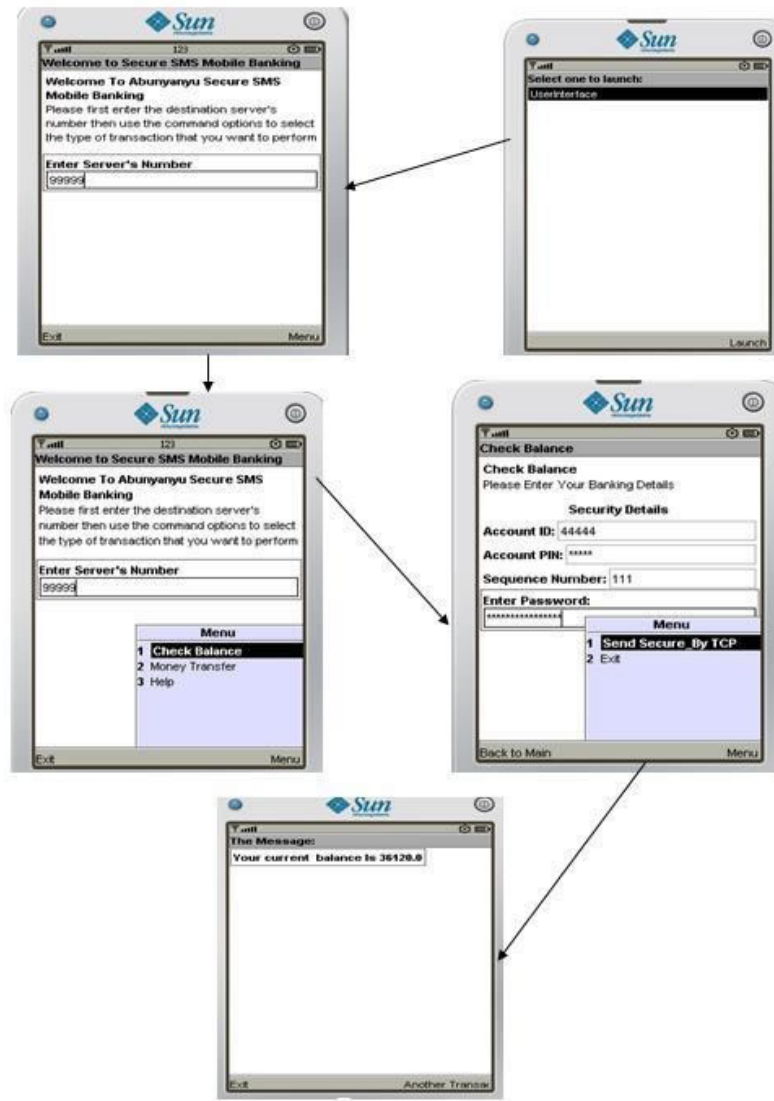 Sun
Microsystems
123
Welcome to Secure SMS Mobile Banking
Welcome To Abunyanyu Secure SMS
Mobile Banking
Please first enter the destination server's
number then use the command options to select
the type of transaction that you want to perform
Enter Server's Number
99999
Exit
Menu
Sun
Microsystems
Select one to launch:
UserInterface
Launch
Sun
Microsystems
123
Welcome to Secure SMS Mobile Banking
Welcome To Abunyanyu Secure SMS
Mobile Banking
Please first enter the destination server's
number then use the command options to select
the type of transaction that you want to perform
Enter Server's Number
99999
Menu
1 Check Balance
2 Money Transfer
3 Help
Exit
Menu
Sun
Microsystems
Check Balance
Check Balance
Please Enter Your Banking Details
Security Details
Account ID: 44444
Account PIN: *****
Sequence Number: 111
Enter Password:
****************
Menu
1 Send Secure_By TCP
2 Exit
Back to Main
Menu
Sun
Microsystems
The Message:
Your current balance Is 36120.0
Exit
Another Transac